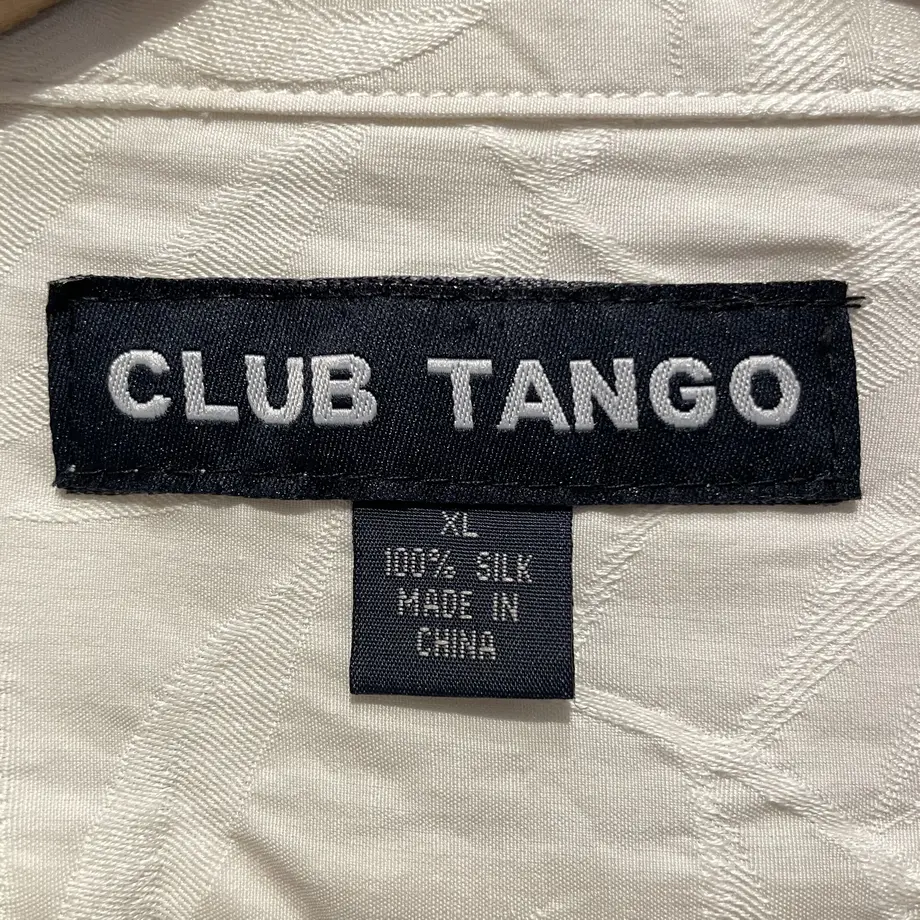 CLUB TANGO
XL
100% SILK
MADE IN
CHINA